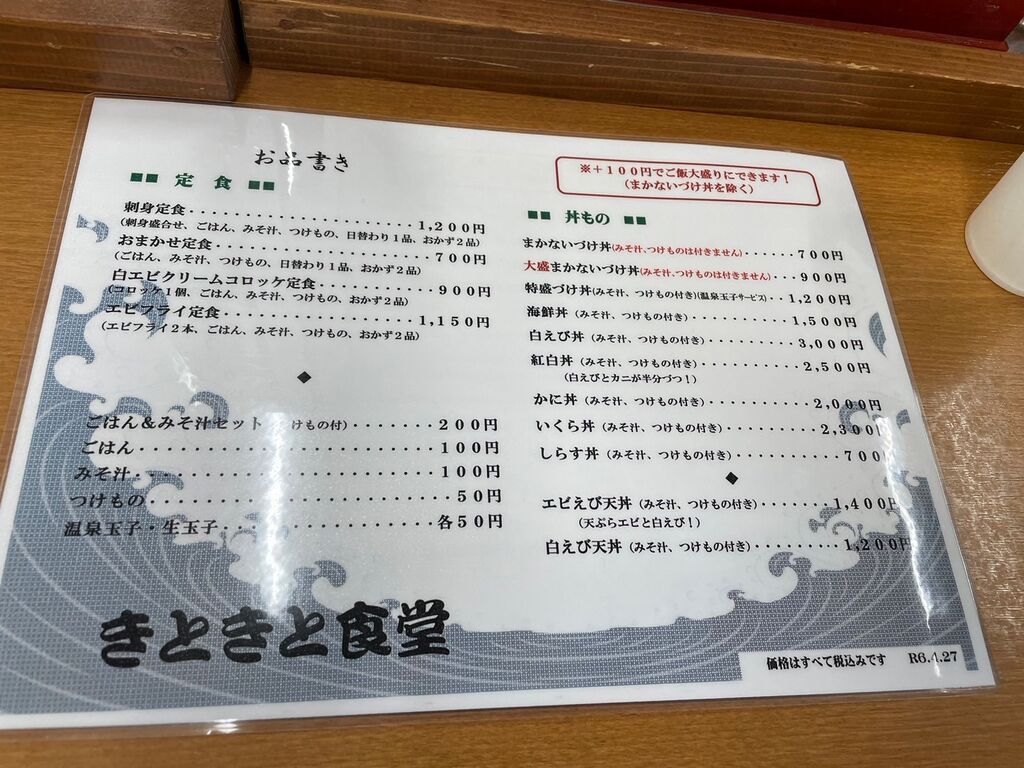 お品書き
■■ 定 食 ■■
刺身定食・・・・・・・・・・・・・・・・・・1,200円
（刺身盛合せ、ごはん、みそ汁、つけもの、日替わり１品、おかず２品）
おまかせ定食・・・・・・・・・・・・・・・・・700円
（ごはん、みそ汁、つけもの、日替わり１品、おかず２品）
白エビクリームコロッケ定食・・・・・・・・・・900円
（コロッケ１個、ごはん、みそ汁、つけもの、おかず２品）
エビフライ定食・・・・・・・・・・・・・・・1,150円
（エビフライ２本、ごはん、みそ汁、つけもの、おかず２品）
◆
ごはん＆みそ汁セット けもの付）・・・・・・・200円
ごはん・・・・・・・・・・・・・・・・・・・・100円
みそ汁・・・・・・・・・・・・・・・・・・・・100円
つけもの・・・・・・・・・・・・・・・・・・・・50円
温泉玉子・生玉子・・・・・・・・・・・・・・各50円
きときと食堂
※＋１００円でご飯大盛りにできます！
（まかないづけ丼を除く）
■■ 丼もの ■■
まかないづけ丼（みそ汁、つけものは付きません）・・・・・・700円
大盛まかないづけ丼（みそ汁、つけものは付きません）・・・900円
特盛づけ丼（みそ汁、つけもの付き）（温泉玉子サービス）・・1,200円
海鮮丼（みそ汁、つけもの付き）・・・・・・・・・・1,500円
白えび丼（みそ汁、つけもの付き）・・・・・・・・・3,000円
紅白丼（みそ汁、つけもの付き）・・・・・・・・・・2,500円
（白えびとカニが半分づつ！）
かに丼（みそ汁、つけもの付き）・・・・・・・・・・2,000円
いくら丼（みそ汁、つけもの付き）・・・・・・・・・2,300円
しらす丼（みそ汁、つけもの付き）・・・・・・・・・・700円
◆
エビえび天丼（みそ汁、つけもの付き）・・・・・・・1,400円
（天ぷらエビと白えび！）
白えび天丼（みそ汁、つけもの付き）・・・・・・・・・1,200円
価格はすべて税込みです R6.4.27